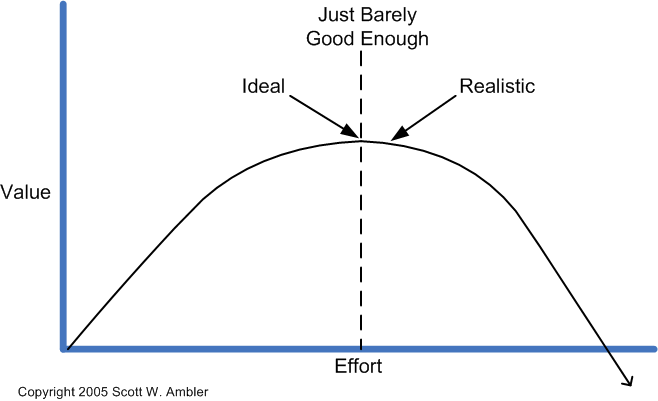 Just Barely
Good Enough
Ideal
Realistic
Value
Effort
Copyright 2005 Scott W. Ambler